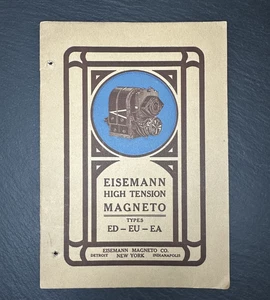 EISEMANN
HIGH TENSION
MAGNETO
TYPES
ED – EU – EA
EISEMANN MAGNETO CO.
DETROIT NEW YORK INDIANAPOLIS